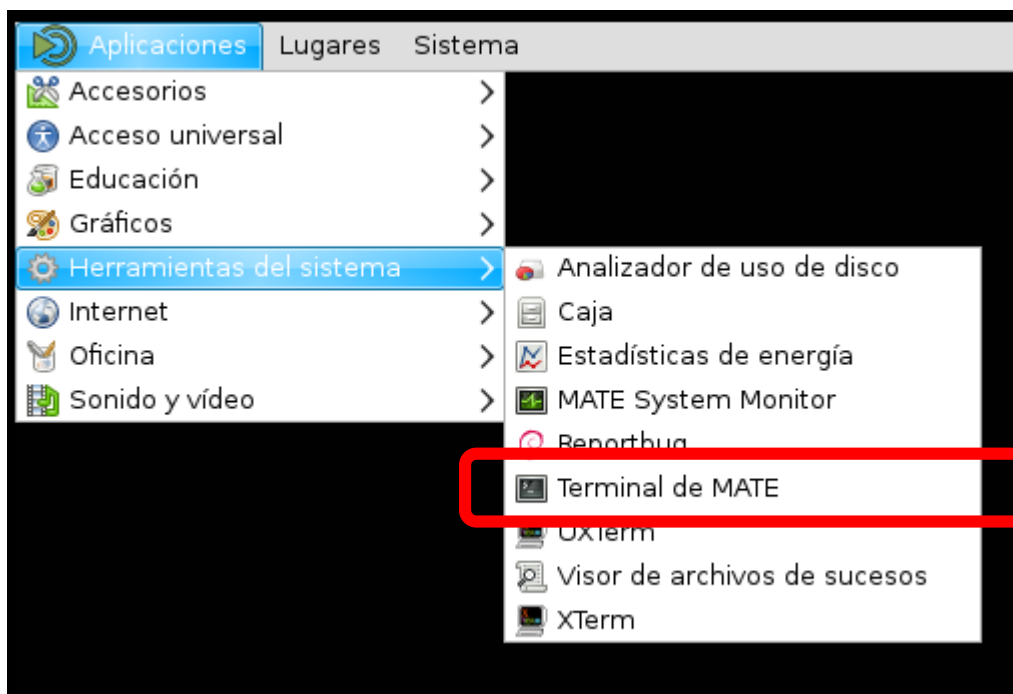 Aplicaciones Lugares Sistema
Accesorios
Acceso universal
Educación
Gráficos
Herramientas del sistema
Internet
Oficina
Sonido y vídeo
Analizador de uso de disco
Caja
Estadísticas de energía
MATE System Monitor
Reportbug
Terminal de MATE
UXTerm
Visor de archivos de sucesos
XTerm